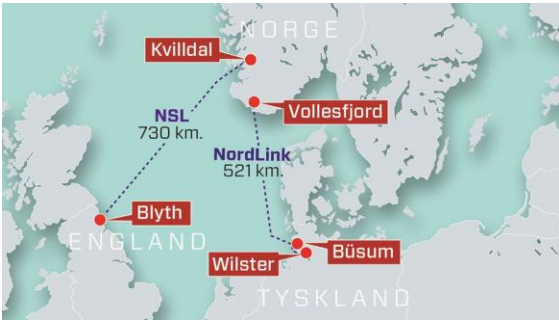 NORGE
Kvilldal
Vollesfjord
NSL
730 km.
NordLink
521 km.
Blyth
ENGLAND
Büsum
Wilster
TYSKLAND